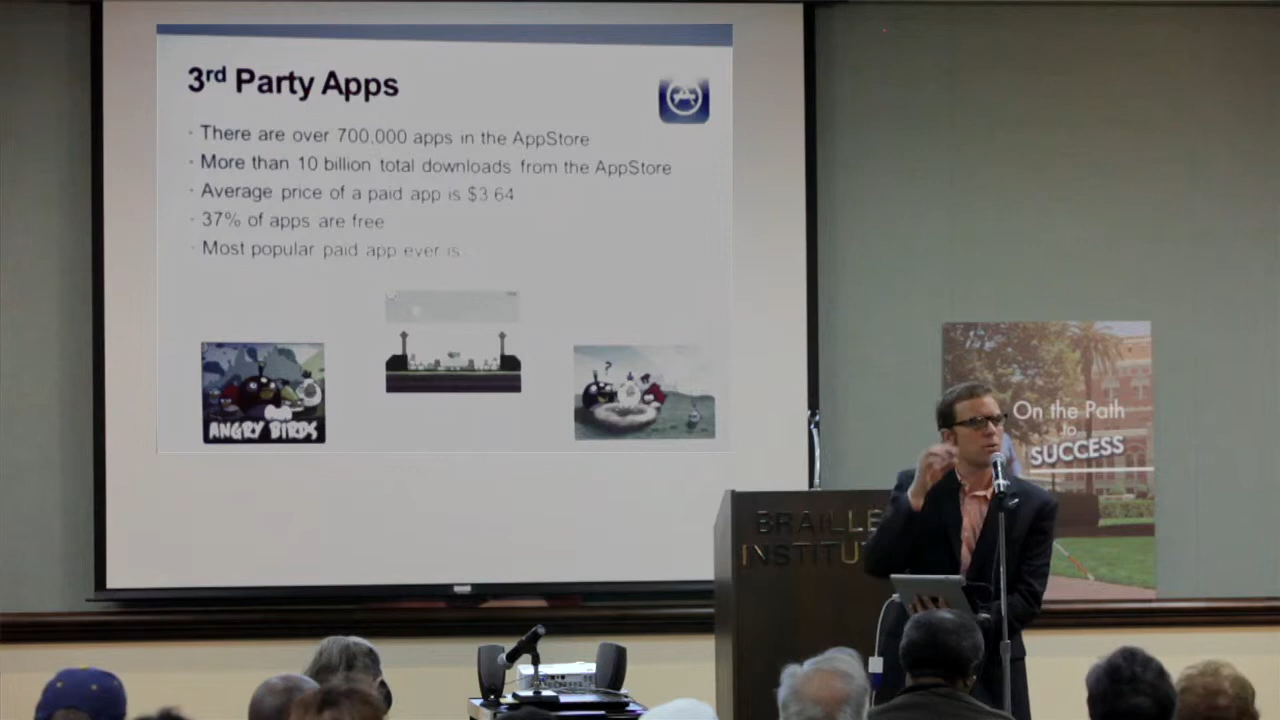 3rd Party Apps
· There are over 700,000 apps in the AppStore
· More than 10 billion total downloads from the AppStore
· Average price of a paid app is $3.64
· 37% of apps are free
· Most popular paid app ever is
ANGRY BIRDS
On the Path
to
SUCCESS
BRAILLE
INSTITU